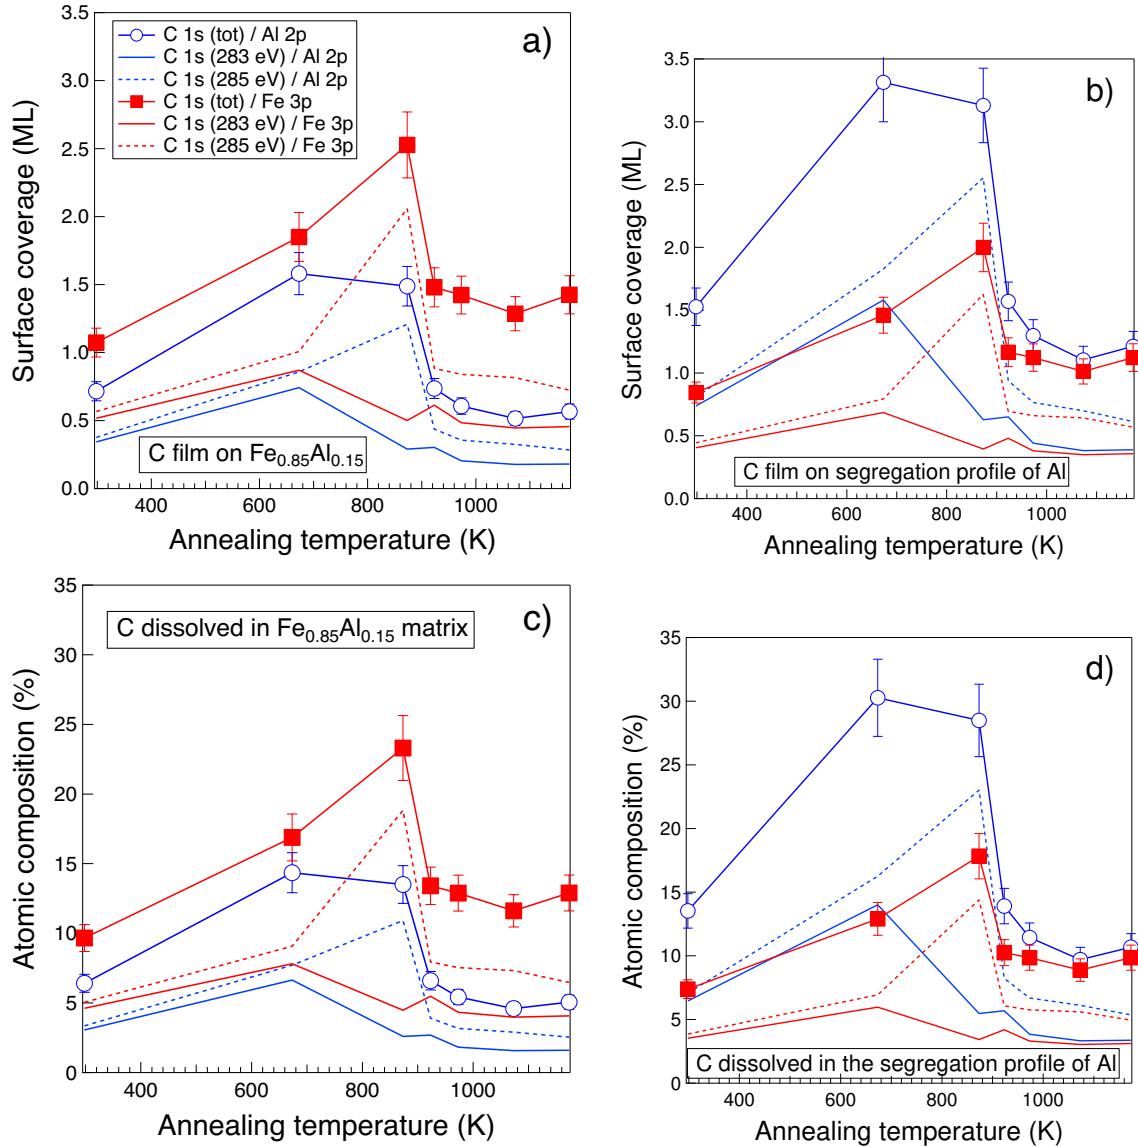 a)
C 1s (tot) / Al 2p
C 1s (283 eV) / Al 2p
C 1s (285 eV) / Al 2p
C 1s (tot) / Fe 3p
C 1s (283 eV) / Fe 3p
C 1s (285 eV) / Fe 3p
3.5
3.0
2.5
2.0
1.5
1.0
0.5
0.0
Surface coverage (ML)
C film on Fe0.85Al0.15
400 600 800 1000
Annealing temperature (K)
b)
3.5
3.0
2.5
2.0
1.5
1.0
0.5
0.0
Surface coverage (ML)
C film on segregation profile of Al
400 600 800 1000
Annealing temperature (K)
c)
C dissolved in Fe0.85Al0.15 matrix
35
30
25
20
15
10
5
0
Atomic composition (%)
400 600 800 1000
Annealing temperature (K)
d)
35
30
25
20
15
10
5
0
Atomic composition (%)
C dissolved in the segregation profile of Al
400 600 800 1000
Annealing temperature (K)